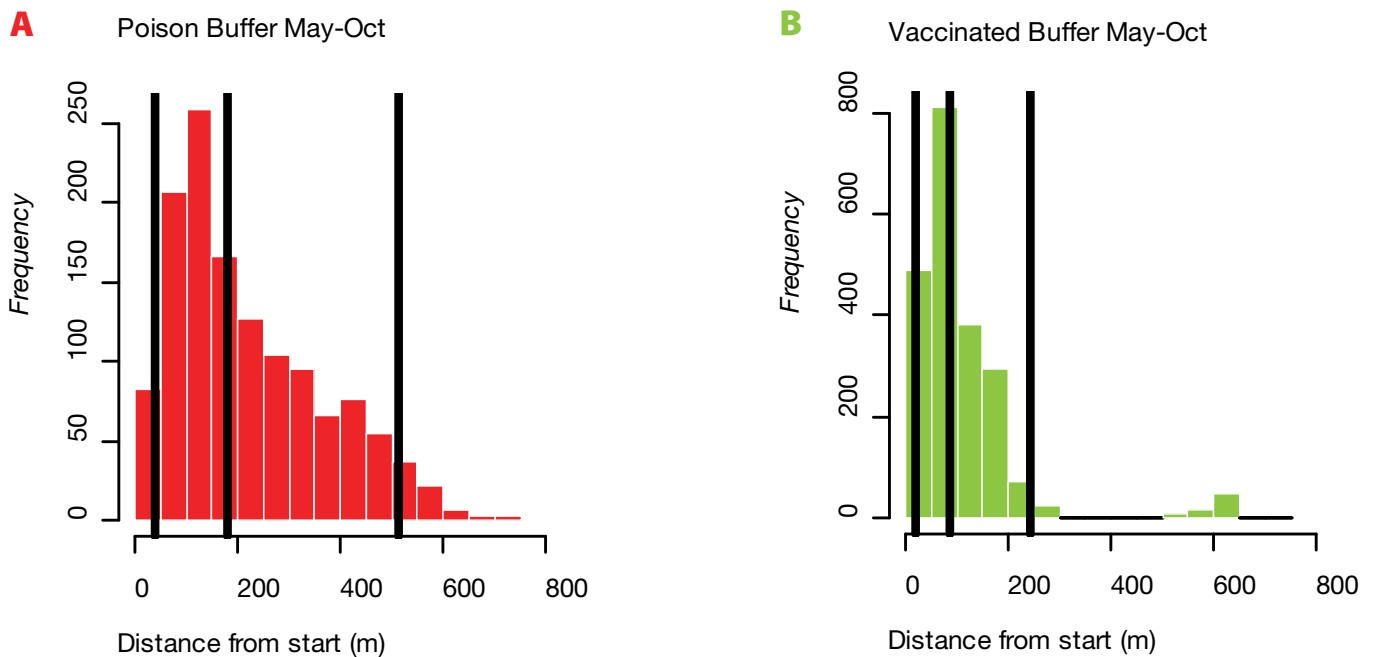 A
Poison Buffer May-Oct
Frequency
250
200
150
100
50
0
0 200 400 600 800
Distance from start (m)
B
Vaccinated Buffer May-Oct
Frequency
800
600
400
200
0
0 200 400 600 800
Distance from start (m)